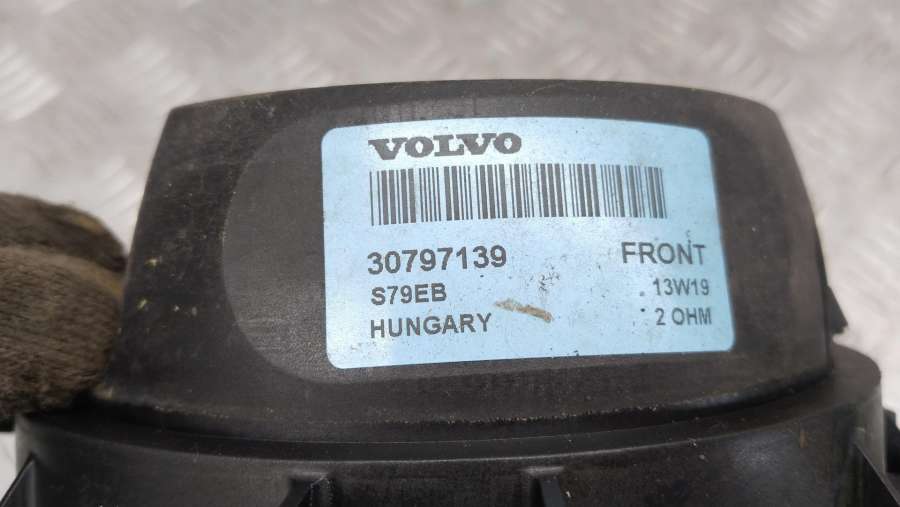 VOLVO
30797139 FRONT
S79EB 13W19
HUNGARY 2 OHM